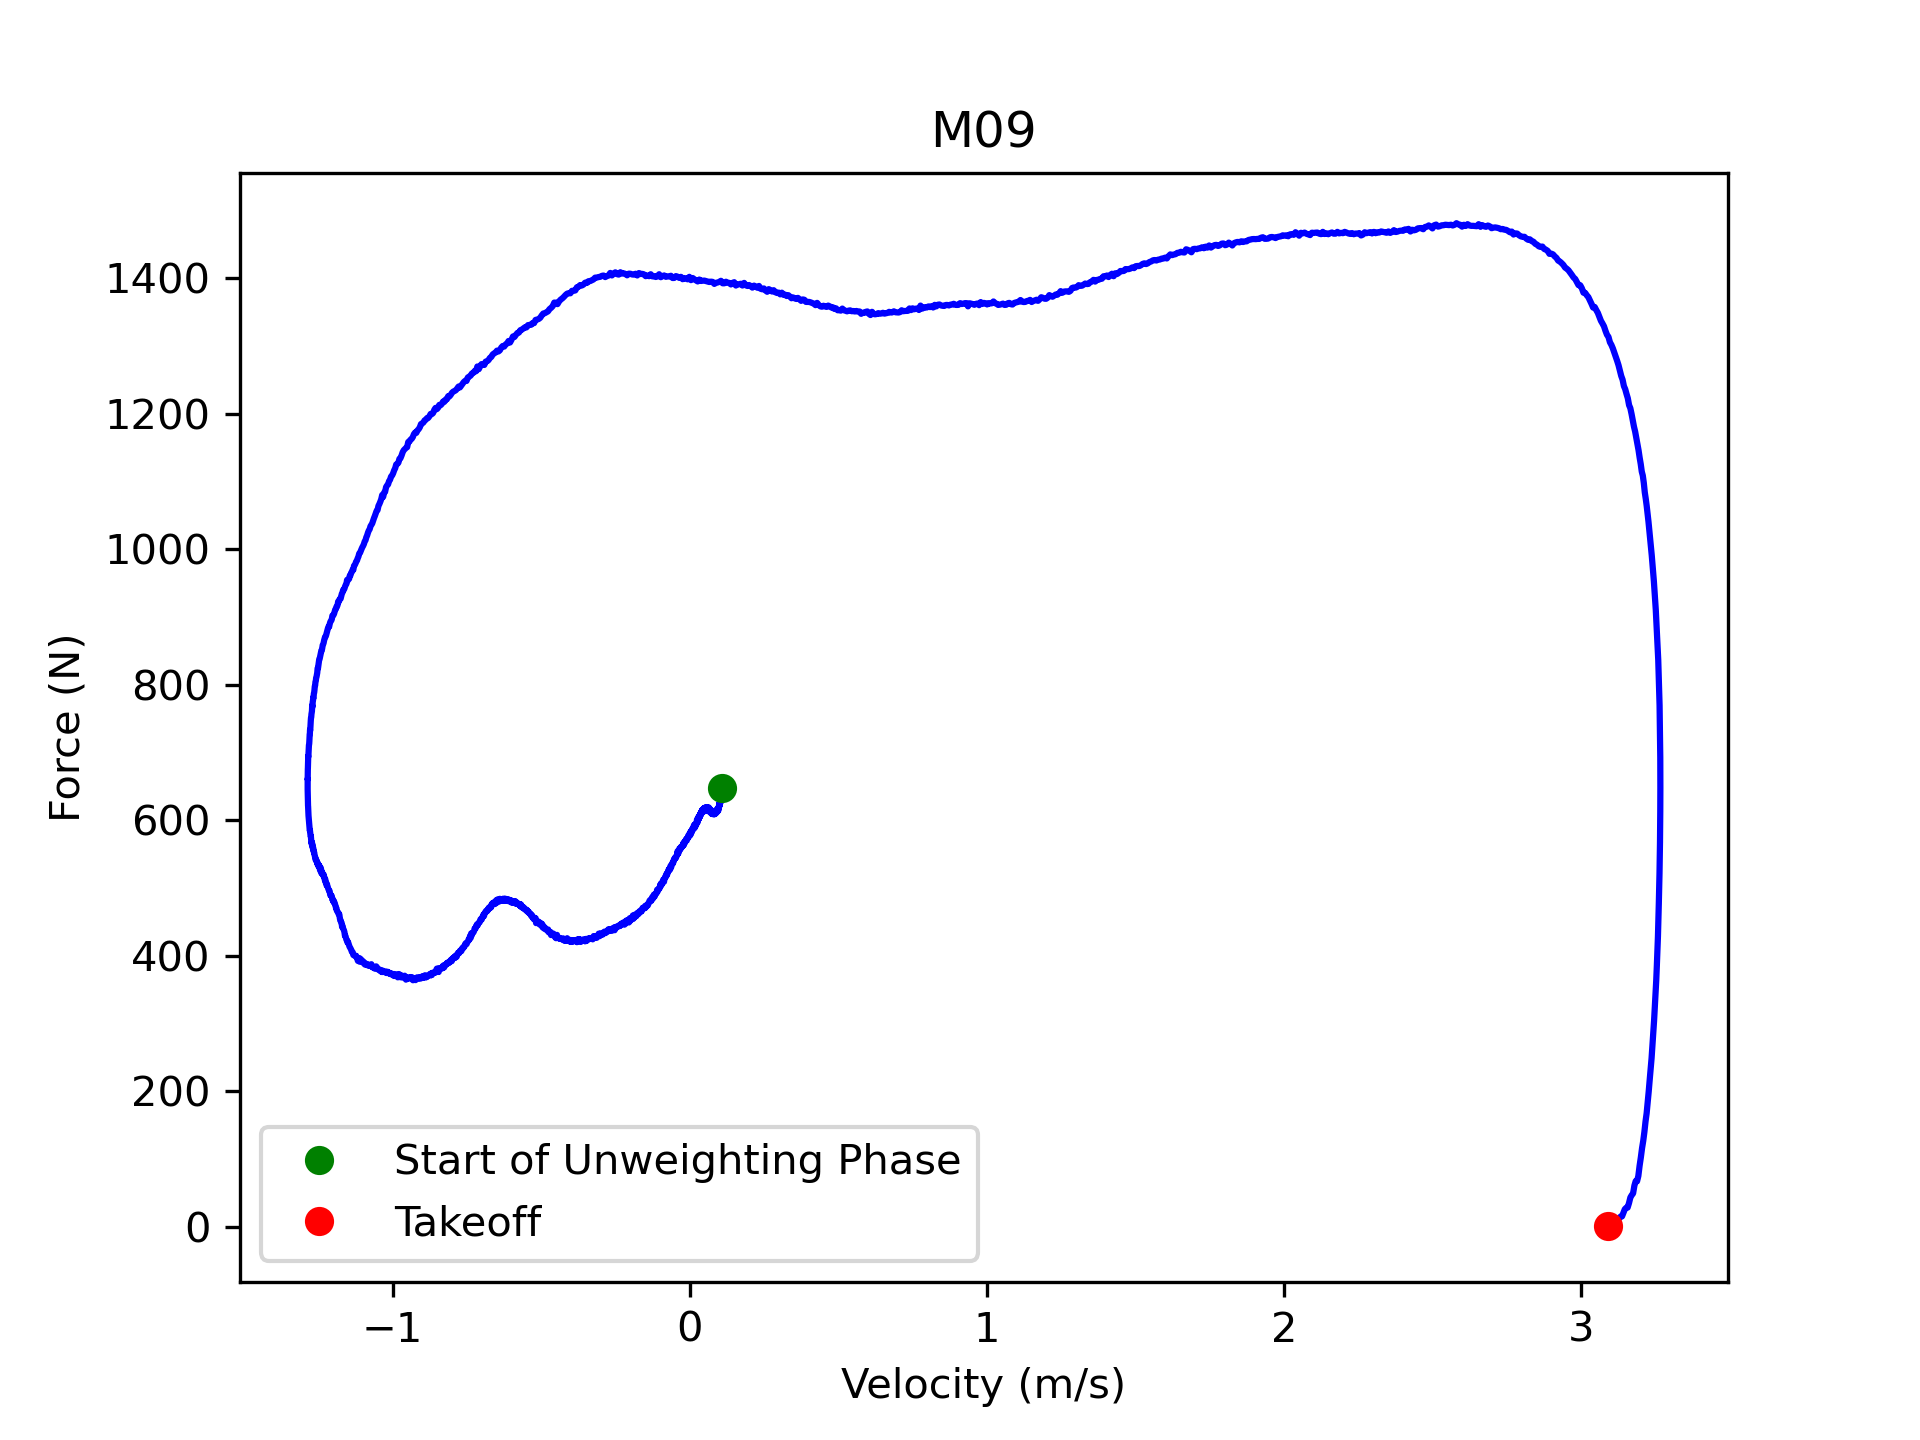 M09
1400
1200
1000
800
600
400
200
0
Force (N)
Start of Unweighting Phase
Takeoff
−1 0 1 2 3
Velocity (m/s)